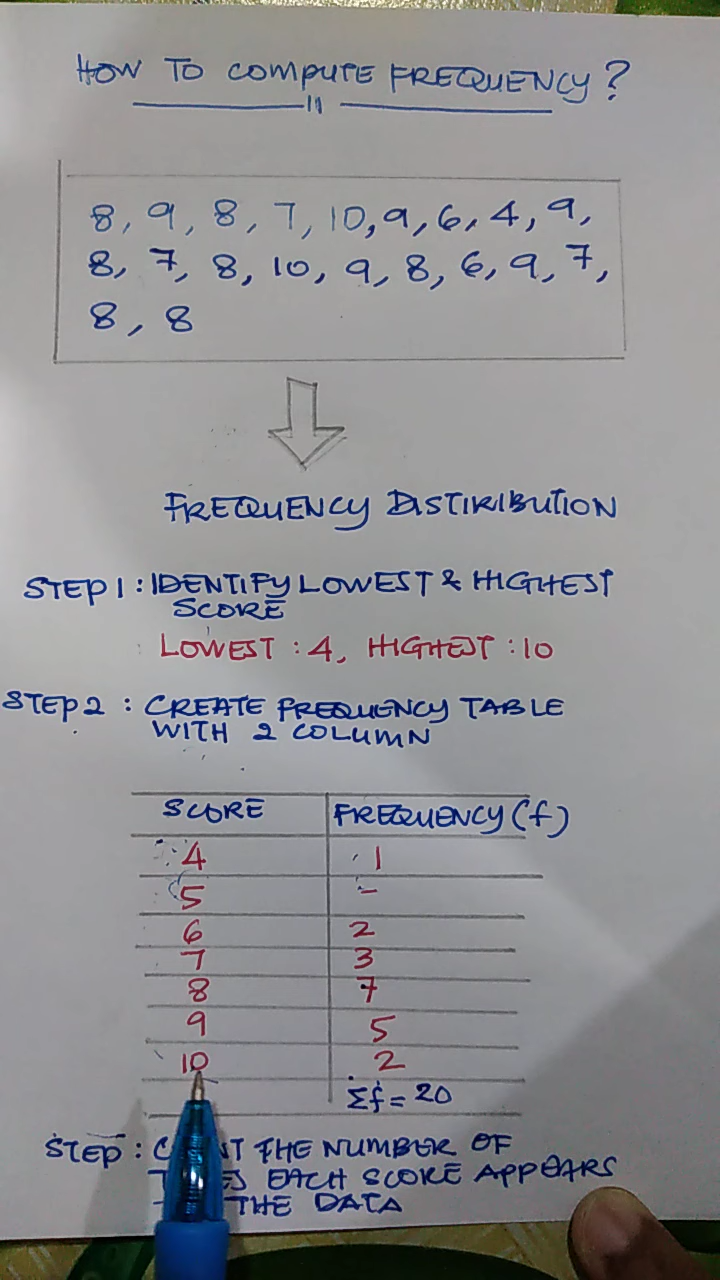 HOW TO COMPUTE FREQUENCY?
8, 9, 8, 7, 10, 9, 6, 4, 9,
8, 7, 8, 10, 9, 8, 6, 9, 7,
8, 8
FREQUENCY DISTIRIBUTION
STEP 1 : IDENTIFY LOWEST & HIGHEST
SCORE
LOWEST : 4, HIGHEST : 10
STEP 2 : CREATE FREQUENCY TABLE
WITH 2 COLUMN
SCORE FREQUENCY (f)
4 1
5 -
6 2
7 3
8 7
9 5
10 2
Σf = 20
STEP : THE NUMBER OF
EACH SCORE APPEARS
THE DATA